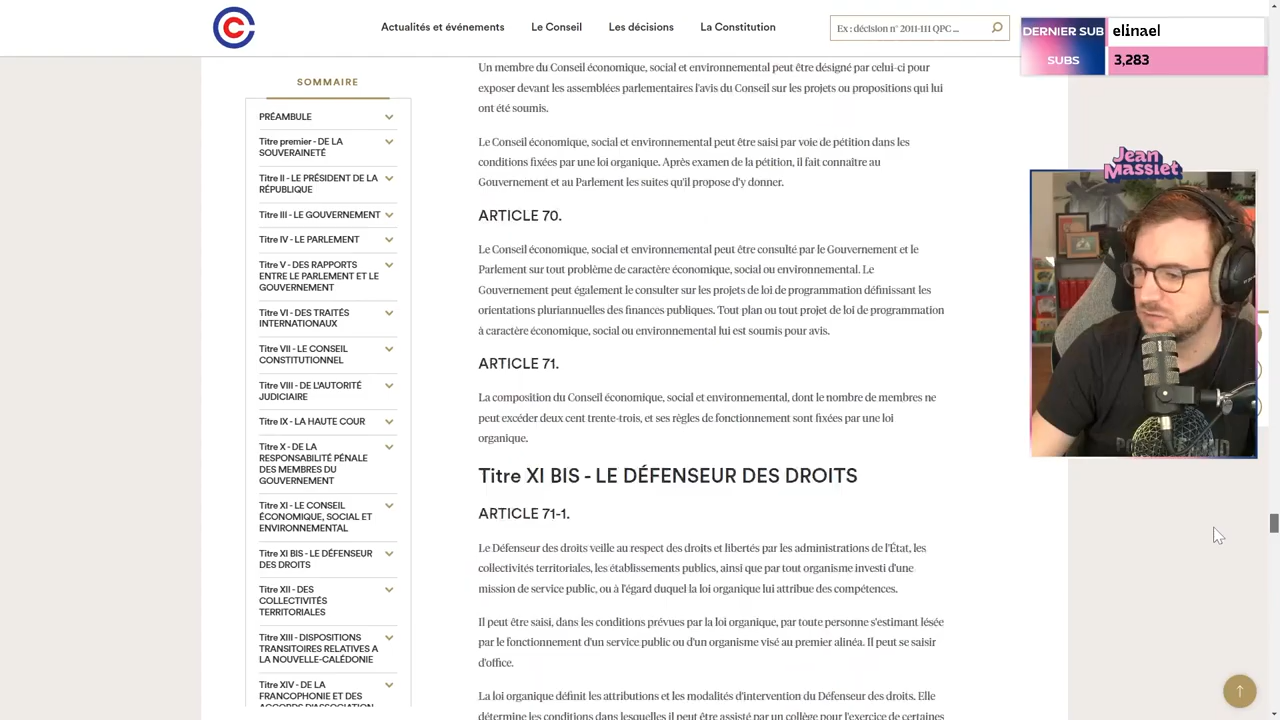 Actualités et événements
Le Conseil
Les décisions
La Constitution
Ex : décision n° 2011-111 QPC ...
DERNIER SUB
elinael
SUBS
3,283
Jean
Massiet
SOMMAIRE
PRÉAMBULE
Titre premier - DE LA
SOUVERAINETÉ
Titre II - LE PRÉSIDENT DE LA
RÉPUBLIQUE
Titre III - LE GOUVERNEMENT
Titre IV - LE PARLEMENT
Titre V - DES RAPPORTS
ENTRE LE PARLEMENT ET LE
GOUVERNEMENT
Titre VI - DES TRAITÉS
INTERNATIONAUX
Titre VII - LE CONSEIL
CONSTITUTIONNEL
Titre VIII - DE L'AUTORITÉ
JUDICIAIRE
Titre IX - LA HAUTE COUR
Titre X - DE LA
RESPONSABILITÉ PÉNALE
DES MEMBRES DU
GOUVERNEMENT
Titre XI - LE CONSEIL
ÉCONOMIQUE, SOCIAL ET
ENVIRONNEMENTAL
Titre XI BIS - LE DÉFENSEUR
DES DROITS
Titre XII - DES
COLLECTIVITÉS
TERRITORIALES
Titre XIII - DISPOSITIONS
TRANSITOIRES RELATIVES A
LA NOUVELLE-CALÉDONIE
Titre XIV - DE LA
FRANCOPHONIE ET DES
ACCORDS D'ASSOCIATION
Un membre du Conseil économique, social et environnemental peut être désigné par celui-ci pour
exposer devant les assemblées parlementaires l'avis du Conseil sur les projets ou propositions qui lui
ont été soumis.
Le Conseil économique, social et environnemental peut être saisi par voie de pétition dans les
conditions fixées par une loi organique. Après examen de la pétition, il fait connaître au
Gouvernement et au Parlement les suites qu'il propose d'y donner.
ARTICLE 70.
Le Conseil économique, social et environnemental peut être consulté par le Gouvernement et le
Parlement sur tout problème de caractère économique, social ou environnemental. Le
Gouvernement peut également le consulter sur les projets de loi de programmation définissant les
orientations pluriannuelles des finances publiques. Tout plan ou tout projet de loi de programmation
à caractère économique, social ou environnemental lui est soumis pour avis.
ARTICLE 71.
La composition du Conseil économique, social et environnemental, dont le nombre de membres ne
peut excéder deux cent trente-trois, et ses règles de fonctionnement sont fixées par une loi
organique.
Titre XI BIS - LE DÉFENSEUR DES DROITS
ARTICLE 71-1.
Le Défenseur des droits veille au respect des droits et libertés par les administrations de l'État, les
collectivités territoriales, les établissements publics, ainsi que par tout organisme investi d'une
mission de service public, ou à l'égard duquel la loi organique lui attribue des compétences.
Il peut être saisi, dans les conditions prévues par la loi organique, par toute personne s'estimant lésée
par le fonctionnement d'un service public ou d'un organisme visé au premier alinéa. Il peut se saisir
d'office.
La loi organique définit les attributions et les modalités d'intervention du Défenseur des droits. Elle
détermine les conditions dans lesquelles il peut être assisté par un collège pour l'exercice de certaines